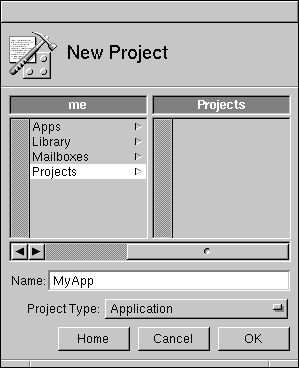 New Project
me Projects
Apps
Library
Mailboxes
Projects
Name: MyApp
Project Type: Application
Home Cancel OK